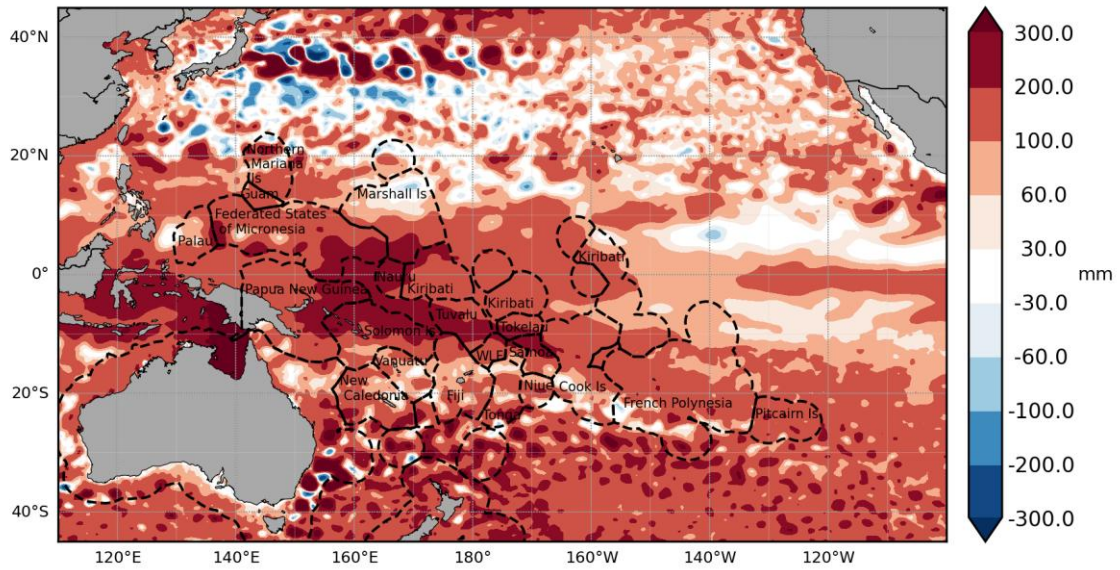 40°N
20°N
0°
20°S
40°S
120°E
140°E
160°E
180°
160°W
140°W
120°W
Northern
Mariana
Is
Guam
Marshall Is
Federated States
of Micronesia
Palau
Kiribati
Nauru
Papua New Guinea
Kiribati
Kiribati
Tuvalu
Tokelau
Solomon Is
Samoa
WLF
Vanuatu
New
Caledonia
Niue
Cook Is
Fiji
French Polynesia
Tonga
Pitcairn Is
300.0
200.0
100.0
60.0
30.0
-30.0
-60.0
-100.0
-200.0
-300.0
mm